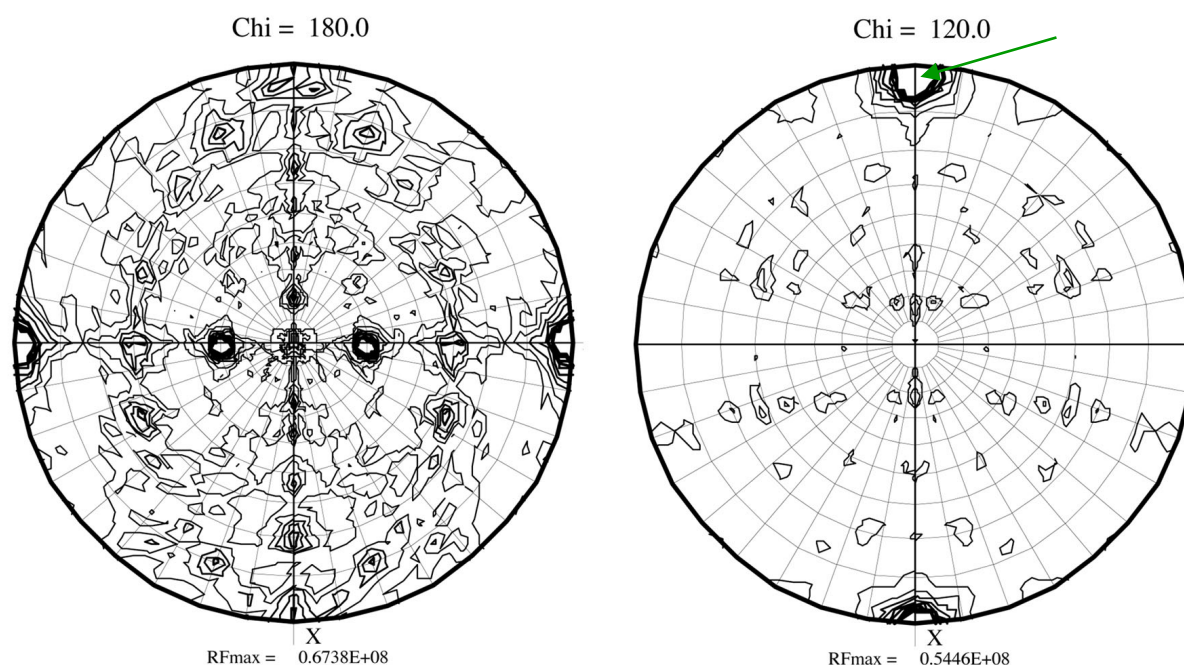 Chi = 180.0
Chi = 120.0
X
RFmax = 0.6738E+08
X
RFmax = 0.5446E+08